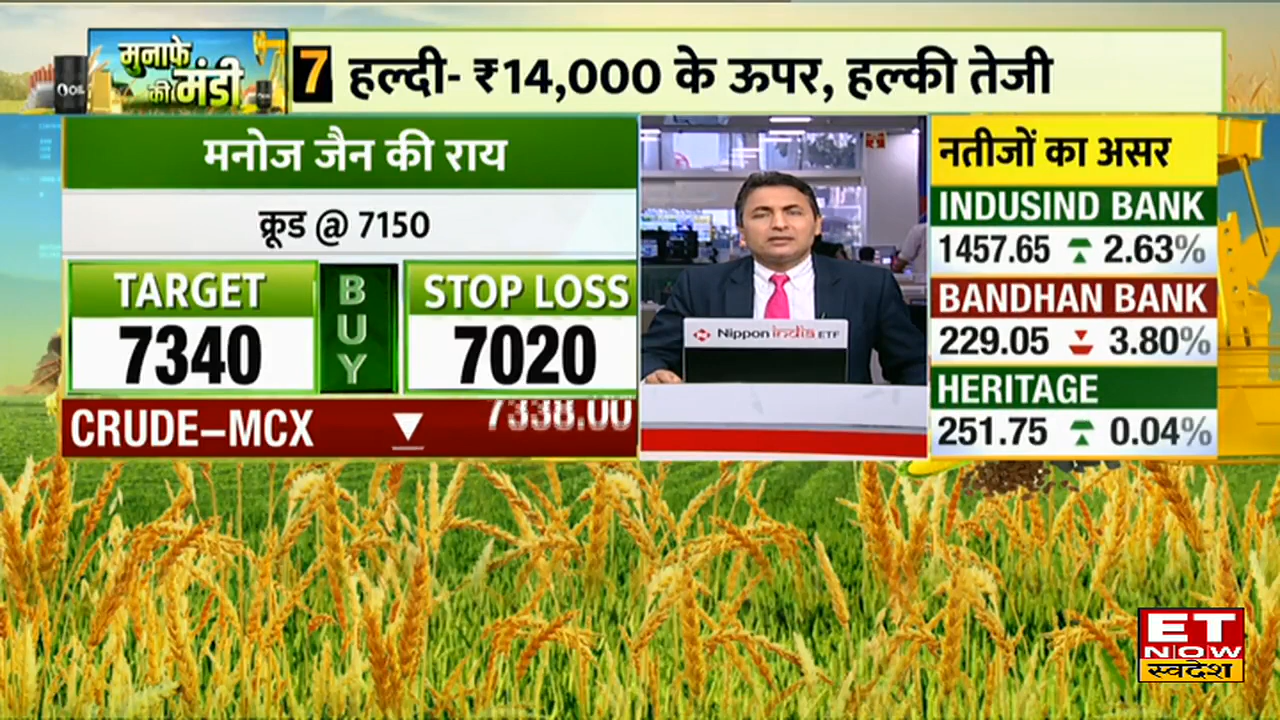 मुनाफे
की मंडी
OIL
7 हल्दी- ₹14,000 के ऊपर, हल्की तेजी
मनोज जैन की राय
क्रूड @ 7150
TARGET
7340
BUY
STOP LOSS
7020
CRUDE–MCX
7338.00
Nippon india ETF
नतीजों का असर
INDUSIND BANK
1457.65 2.63%
BANDHAN BANK
229.05 3.80%
HERITAGE
251.75 0.04%
ET
NOW
स्वदेश